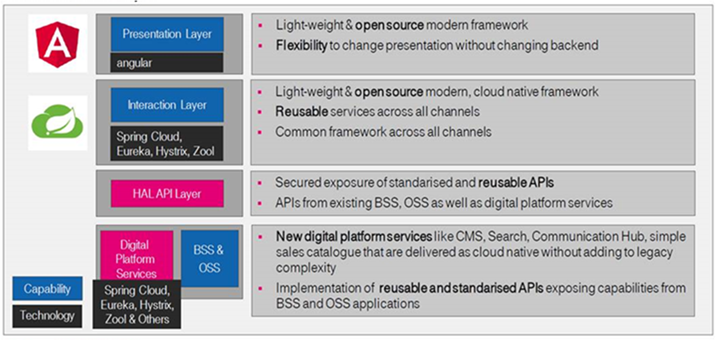 Presentation Layer
angular
Light-weight & open source modern framework
Flexibility to change presentation without changing backend
Interaction Layer
Spring Cloud,
Eureka, Hystrix, Zool
Light-weight & open source modern, cloud native framework
Reusable services across all channels
Common framework across all channels
HAL API Layer
Secured exposure of standarised and reusable APIs
APIs from existing BSS, OSS as well as digital platform services
Digital
Platform
Services
BSS &
OSS
New digital platform services like CMS, Search, Communication Hub, simple
sales catalogue that are delivered as cloud native without adding to legacy
complexity
Implementation of reusable and standardised APIs exposing capabilities from
BSS and OSS applications
Capability
Technology
Spring Cloud,
Eureka, Hystrix,
Zool & Others